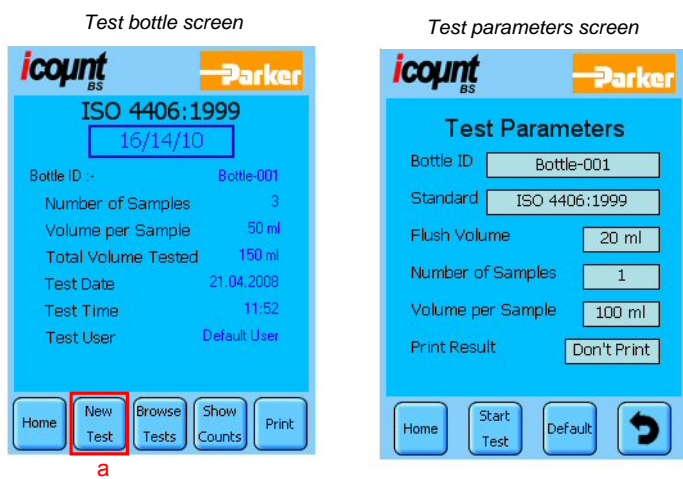 Test bottle screen
icount
BS
Parker
ISO 4406:1999
16/14/10
Bottle ID :- Bottle-001
Number of Samples 3
Volume per Sample 50 ml
Total Volume Tested 150 ml
Test Date 21.04.2008
Test Time 11:52
Test User Default User
Home
New
Test
Browse
Tests
Show
Counts
Print
a
Test parameters screen
icount
BS
Parker
Test Parameters
Bottle ID Bottle-001
Standard ISO 4406:1999
Flush Volume 20 ml
Number of Samples 1
Volume per Sample 100 ml
Print Result Don't Print
Home
Start
Test
Default